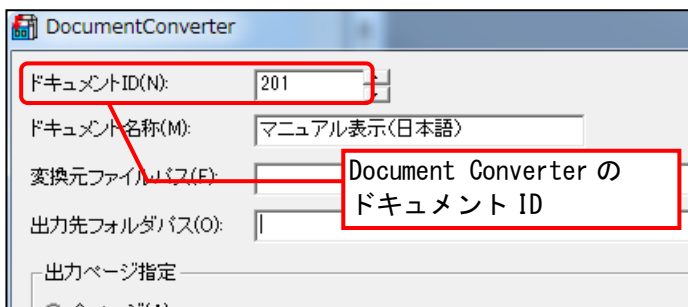 DocumentConverter
ドキュメントID(N):
201
ドキュメント名称(M):
マニュアル表示(日本語)
変換元ファイルパス(F):
Document Converter の
ドキュメント ID
出力先フォルダパス(O):
出力ページ指定